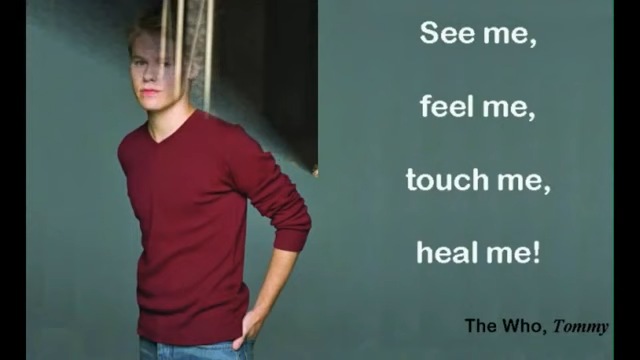 See me,
feel me,
touch me,
heal me!
The Who, Tommy